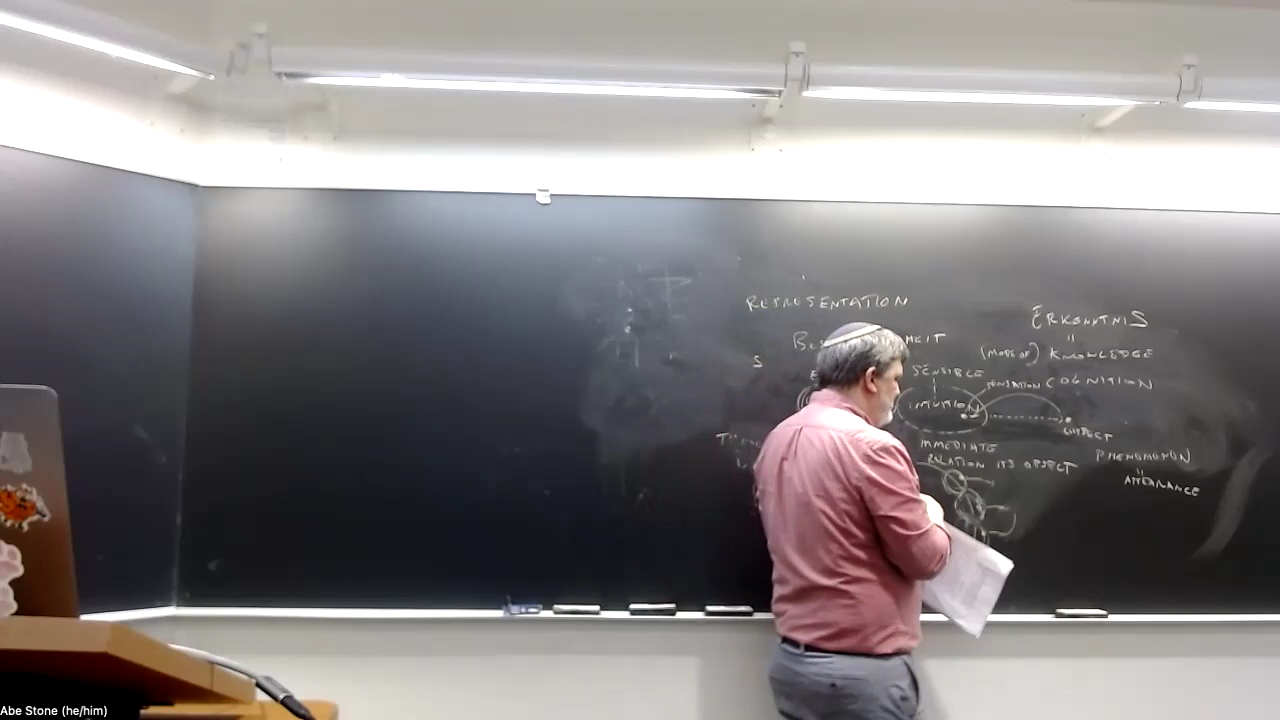 REPRESENTATION
ERKENNTNIS
"
(MODE OF) KNOWLEDGE
S
SENSIBLE
SENSATION COGNITION
INTUITION
OBJECT
IMMEDIATE
RELATION ITS OBJECT
PHENOMENON
"
APPEARANCE
Abe Stone (he/him)